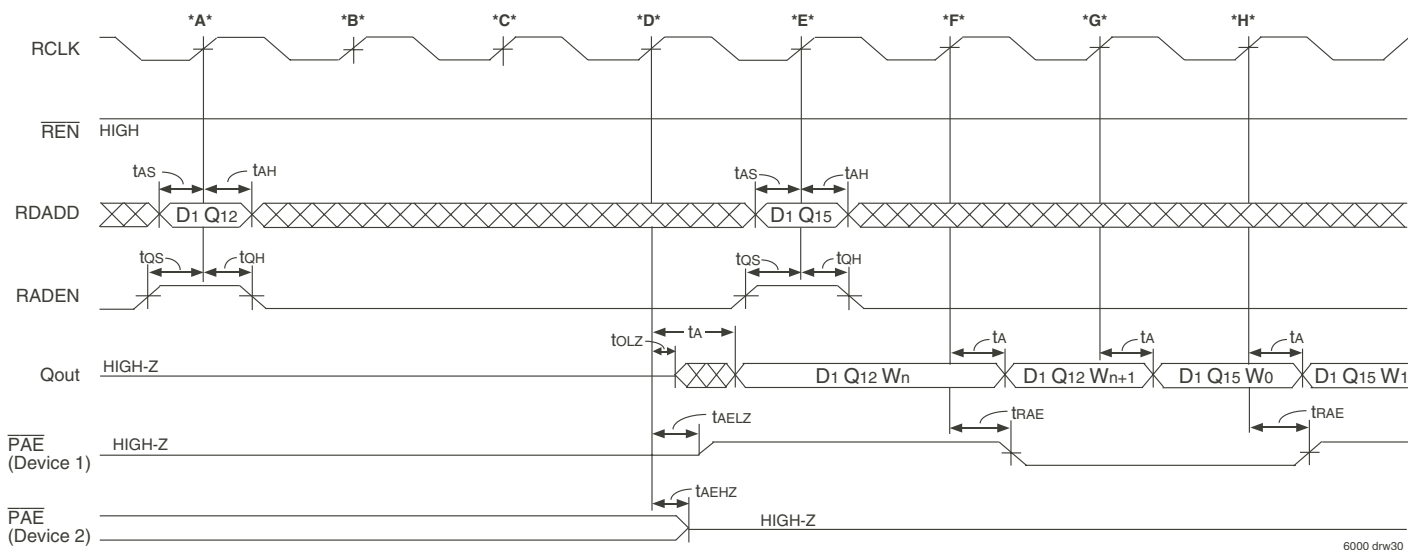 *A* *B* *C* *D* *E* *F* *G* *H*
RCLK
REN HIGH
tAS tAH tAS tAH
RDADD D1 Q12 D1 Q15
tQS tQH tQS tQH
RADEN
tOLZ tA tA tA tA
Qout HIGH-Z D1 Q12 Wn D1 Q12 Wn+1 D1 Q15 W0 D1 Q15 W1
tAELZ tRAE tRAE
PAE HIGH-Z
(Device 1)
tAEHZ
PAE HIGH-Z
(Device 2)
6000 drw30